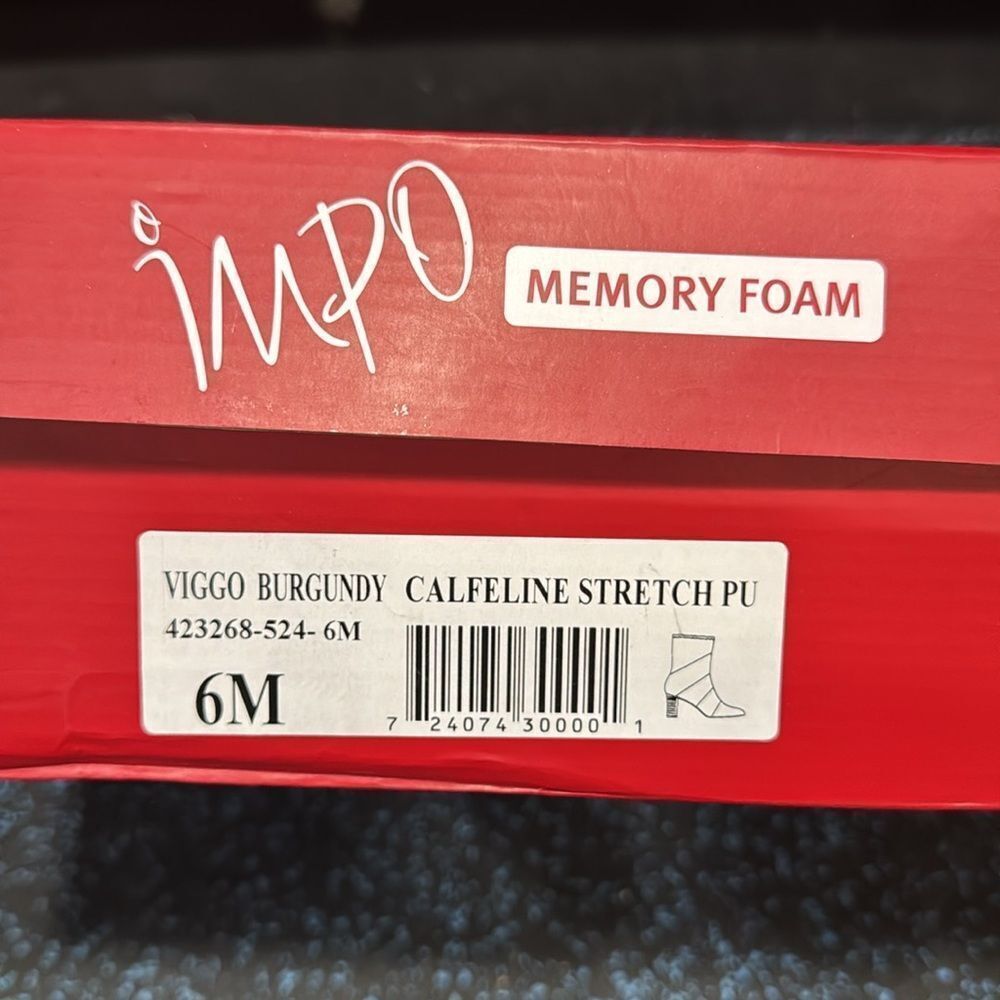 impo
MEMORY FOAM
VIGGO BURGUNDY CALFELINE STRETCH PU
423268-524- 6M
6M
7 24074 30000 1